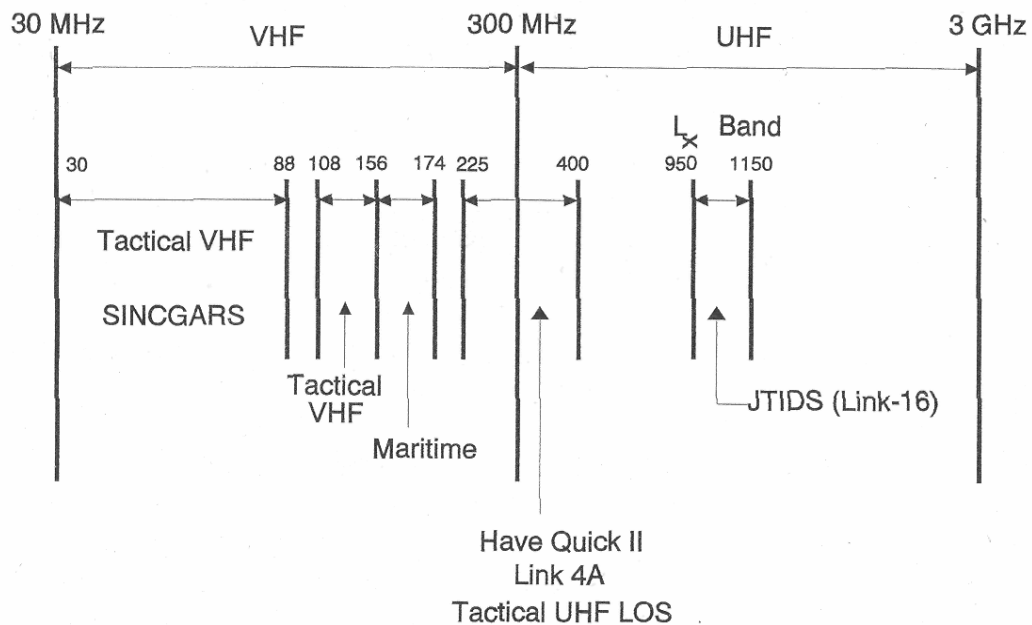 30 MHz
VHF
300 MHz
UHF
3 GHz
Lx Band
30
88
108
156
174
225
400
950
1150
Tactical VHF
SINCGARS
Tactical
VHF
Maritime
JTIDS (Link-16)
Have Quick II
Link 4A
Tactical UHF LOS